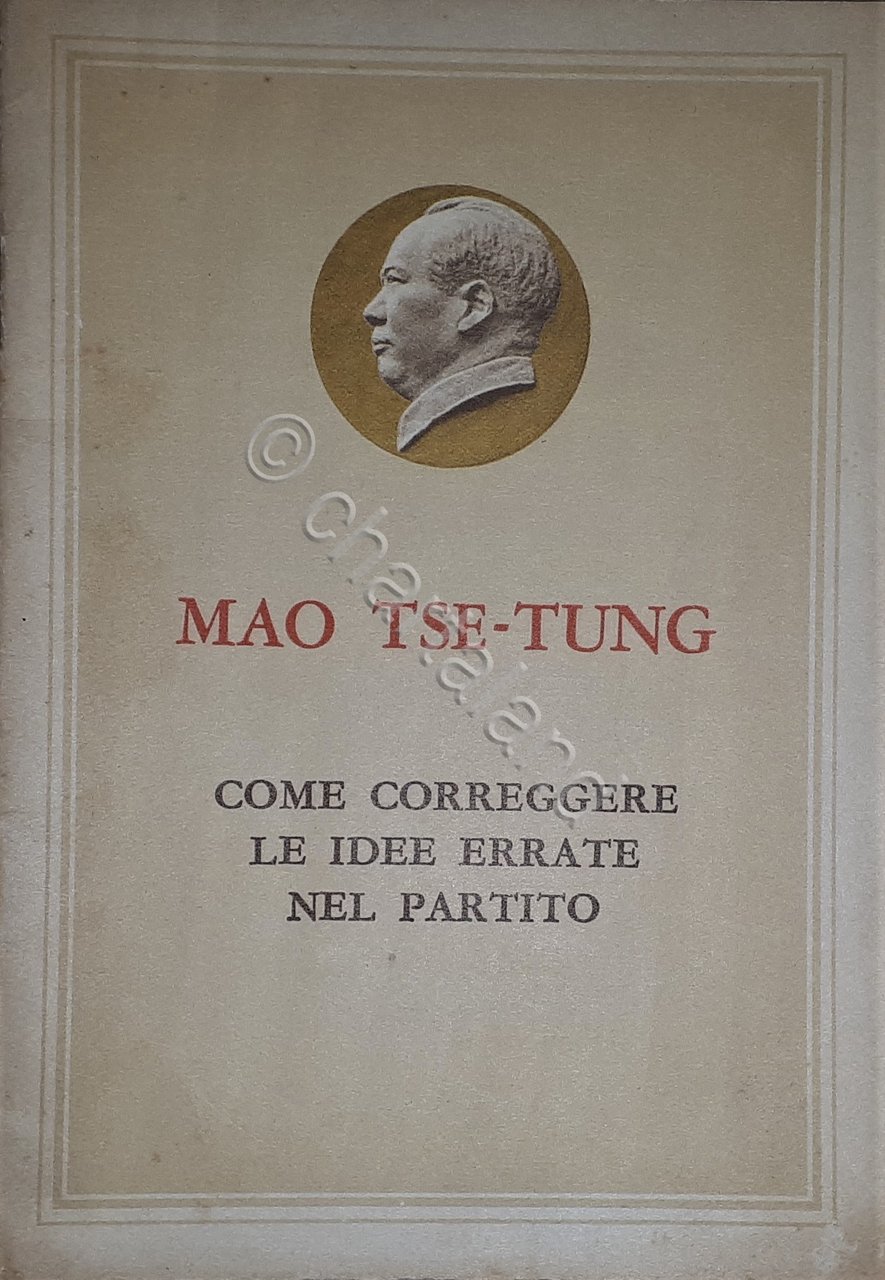 MAO TSE-TUNG
COME CORREGGERE
LE IDEE ERRATE
NEL PARTITO